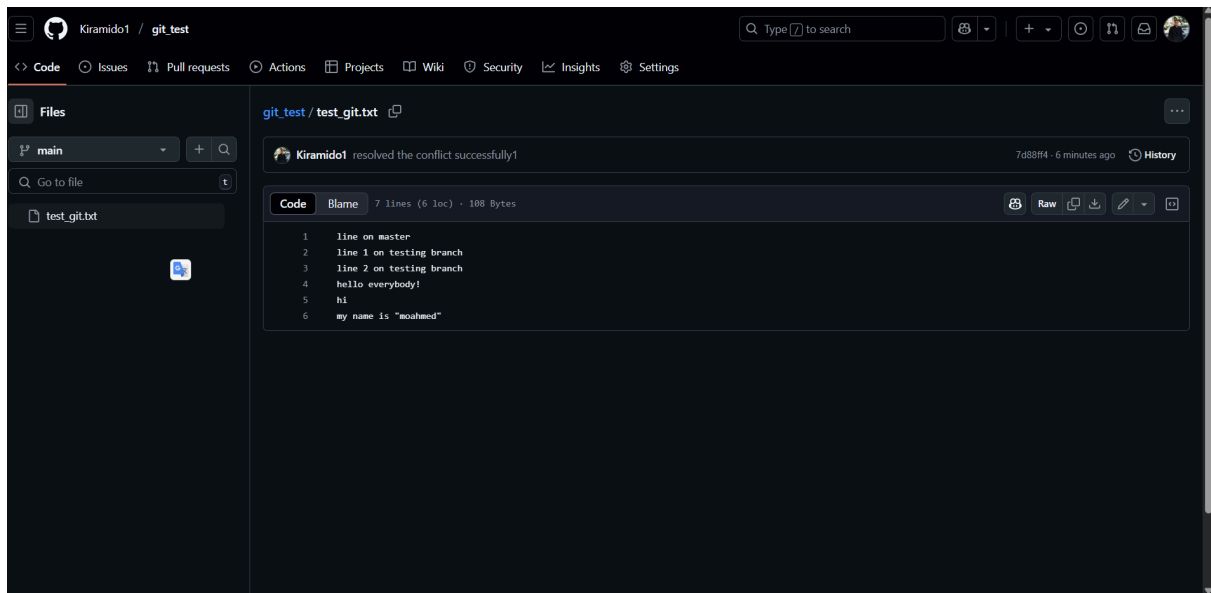 Kiramido1 / git_test
Type / to search
Code Issues Pull requests Actions Projects Wiki Security Insights Settings
Files
main
Go to file t
test_git.txt
git_test / test_git.txt
Kiramido1 resolved the conflict successfully1 7d88ff4 · 6 minutes ago History
Code Blame 7 lines (6 loc) · 108 Bytes Raw
1 line on master
2 line 1 on testing branch
3 line 2 on testing branch
4 hello everybody!
5 hi
6 my name is "moahmed"